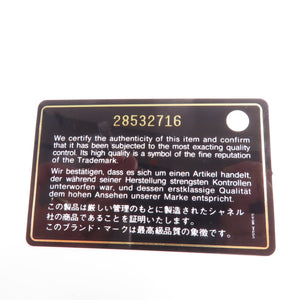 28532716
We certify the authenticity of this item and confirm
that it has been subjected to the most exacting quality
control. Its high quality is a symbol of the fine reputation
of the Trademark.
Wir bestätigen, dass es sich um einen Artikel handelt,
der während seiner Herstellung strengsten Kontrollen
unterworfen war, und dessen erstklassige Qualität
dem hohen Ansehen unserer Marke entspricht.
この製品は厳しい管理のもとに製造されたシャネル
社の商品であることを証明いたします。
このブランド・マークは最高級品質の象徴です。